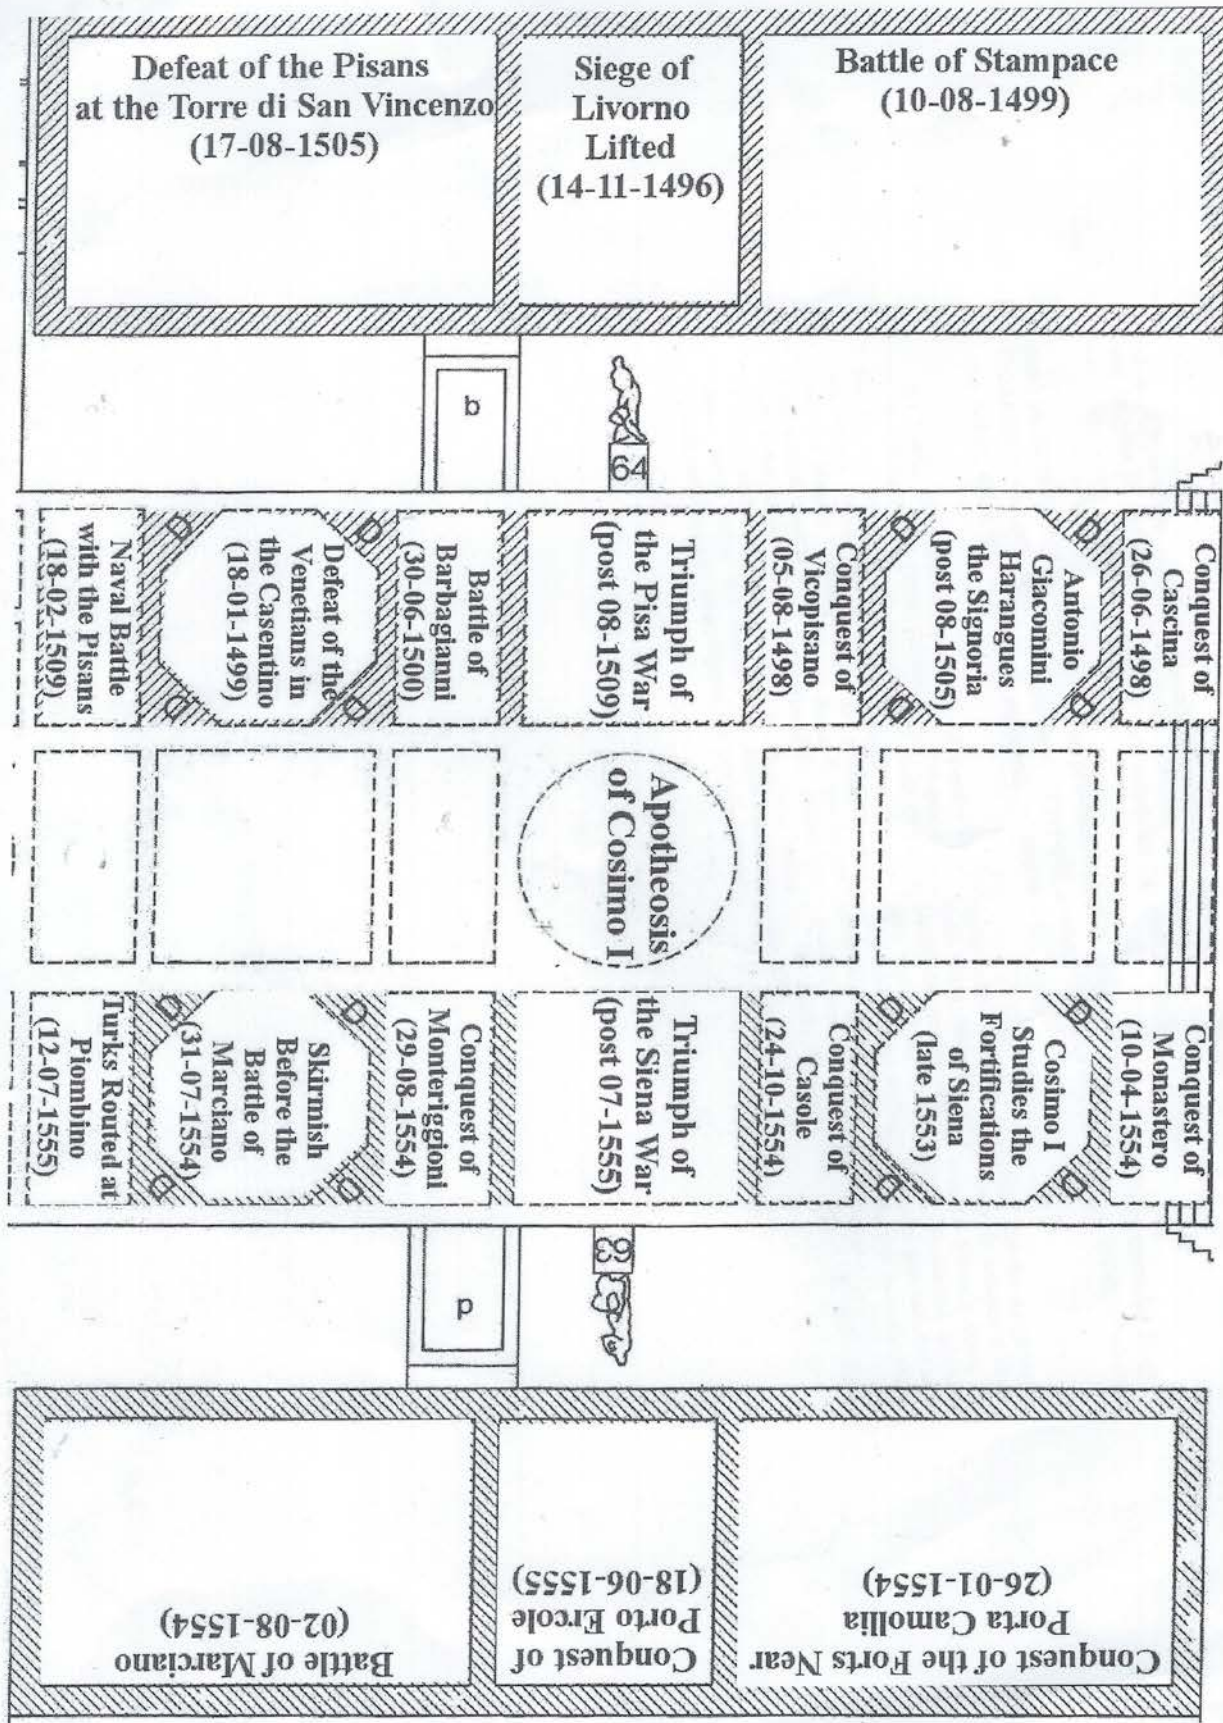 Defeat of the Pisans
at the Torre di San Vincenzo
(17-08-1505)
Siege of
Livorno
Lifted
(14-11-1496)
Battle of Stampace
(10-08-1499)
b
64
Naval Battle
with the Pisans
(18-02-1509)
Defeat of the
Venetians in
the Casentino
(18-01-1499)
Battle of
Barbagianni
(30-06-1500)
Triumph of
the Pisa War
(post 08-1509)
Conquest of
Vicopisano
(05-08-1498)
Antonio
Giacomini
Harangues
the Signoria
(post 08-1505)
Conquest of
Cascina
(26-06-1498)
Apotheosis
of Cosimo I
Turks Routed at
Piombino
(12-07-1555)
Skirmish
Before the
Battle of
Marciano
(31-07-1554)
Conquest of
Monteriggioni
(29-08-1554)
Triumph of
the Siena War
(post 07-1555)
Conquest of
Casole
(24-10-1554)
Cosimo I
Studies the
Fortifications
of Siena
(late 1553)
Conquest of
Monastero
(10-04-1554)
p
Battle of Marciano
(02-08-1554)
Conquest of
Porto Ercole
(18-06-1555)
Conquest of the Forts Near
Porta Camollia
(26-01-1554)